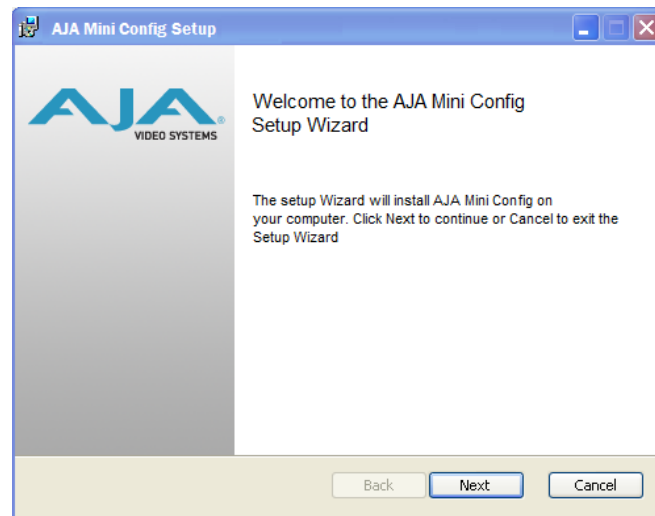 AJA Mini Config Setup
AJA®
VIDEO SYSTEMS
Welcome to the AJA Mini Config
Setup Wizard
The setup Wizard will install AJA Mini Config on
your computer. Click Next to continue or Cancel to exit the
Setup Wizard
Back
Next
Cancel